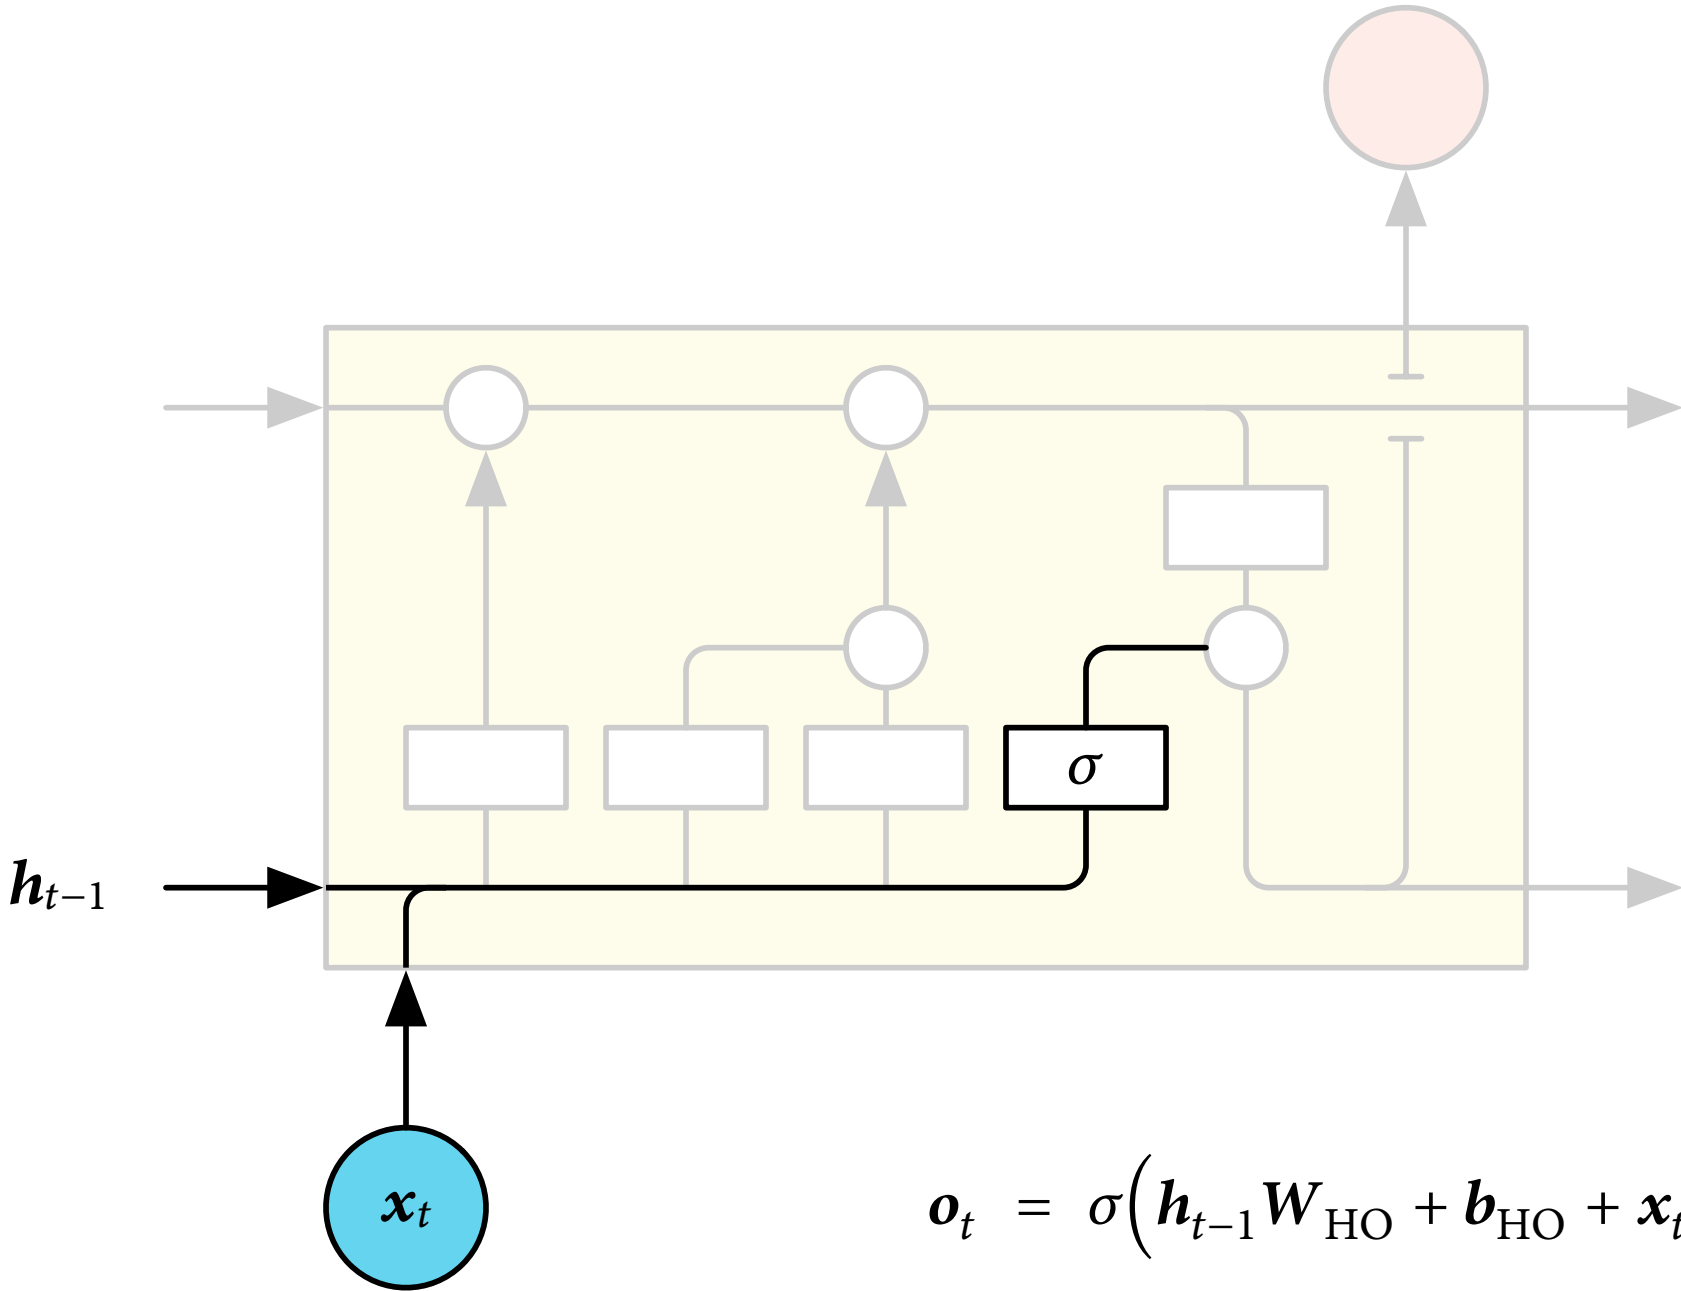 σ
h_{t−1}
x_t
o_t = σ(h_{t−1}W_{HO} + b_{HO} + x_t